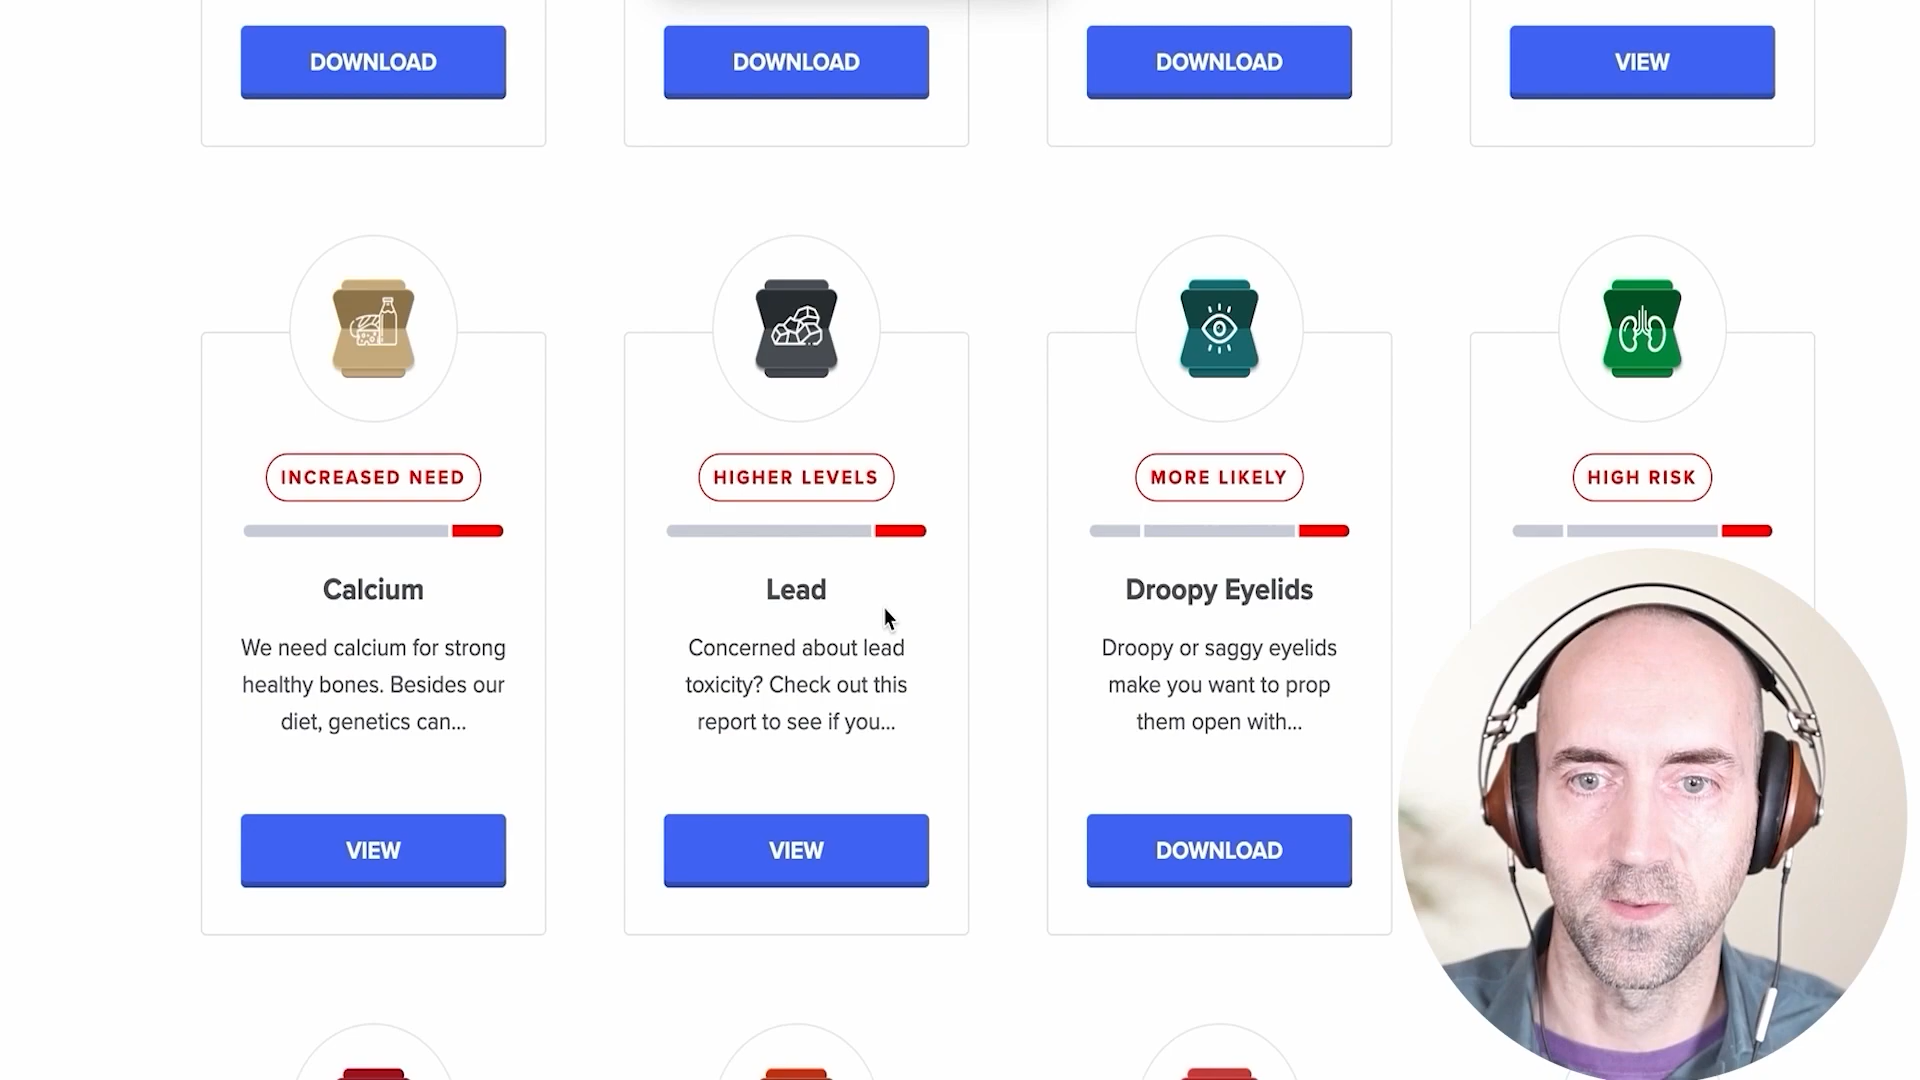 DOWNLOAD
DOWNLOAD
DOWNLOAD
VIEW
INCREASED NEED
Calcium
We need calcium for strong
healthy bones. Besides our
diet, genetics can...
VIEW
HIGHER LEVELS
Lead
Concerned about lead
toxicity? Check out this
report to see if you...
VIEW
MORE LIKELY
Droopy Eyelids
Droopy or saggy eyelids
make you want to prop
them open with...
DOWNLOAD
HIGH RISK